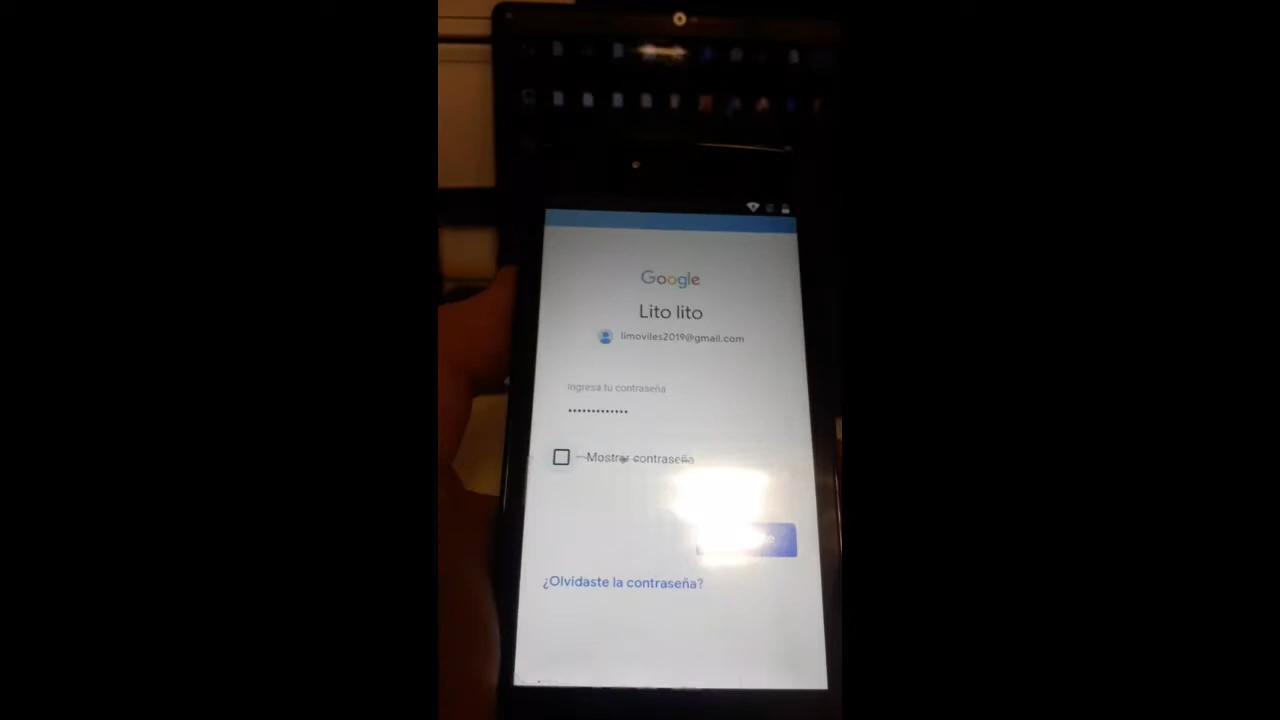 Google
Lito lito
limoviles2019@gmail.com
Ingresa tu contraseña
•••••••••••••
Mostrar contraseña
¿Olvidaste la contraseña?